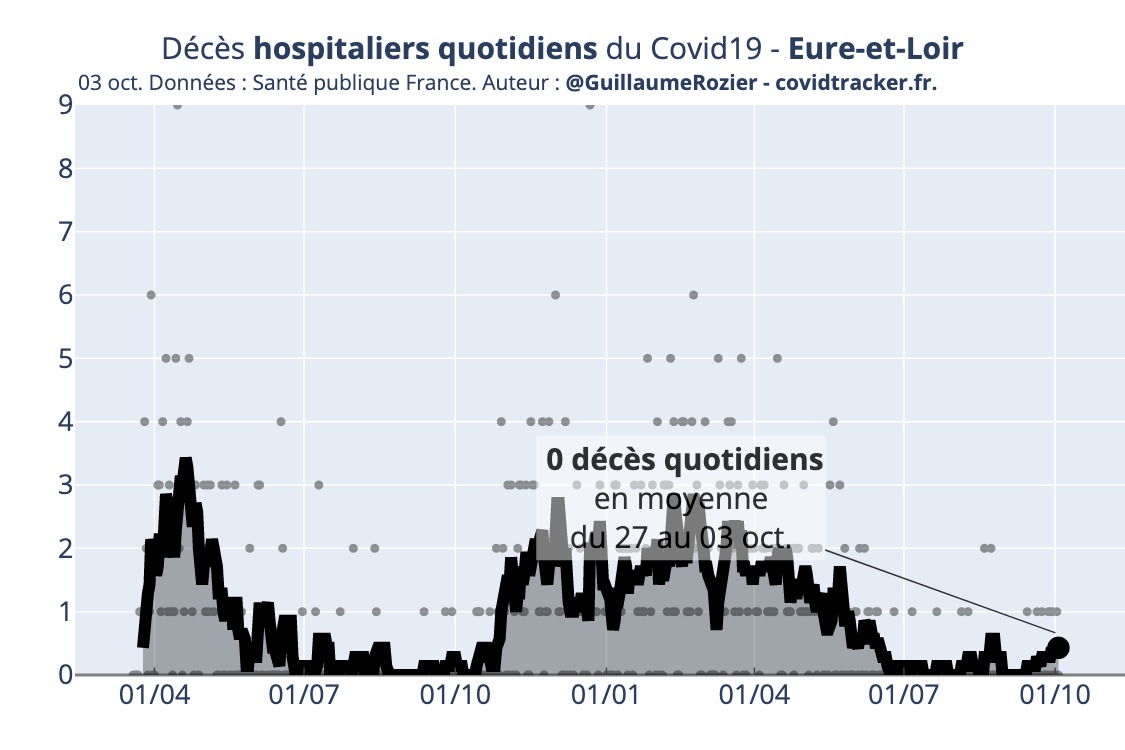 Décès hospitaliers quotidiens du Covid19 - Eure-et-Loir
03 oct. Données : Santé publique France. Auteur : @GuillaumeRozier - covidtracker.fr.
9
8
7
6
5
4
3
2
1
0
0 décès quotidiens
en moyenne
du 27 au 03 oct.
01/04 01/07 01/10 01/01 01/04 01/07 01/10